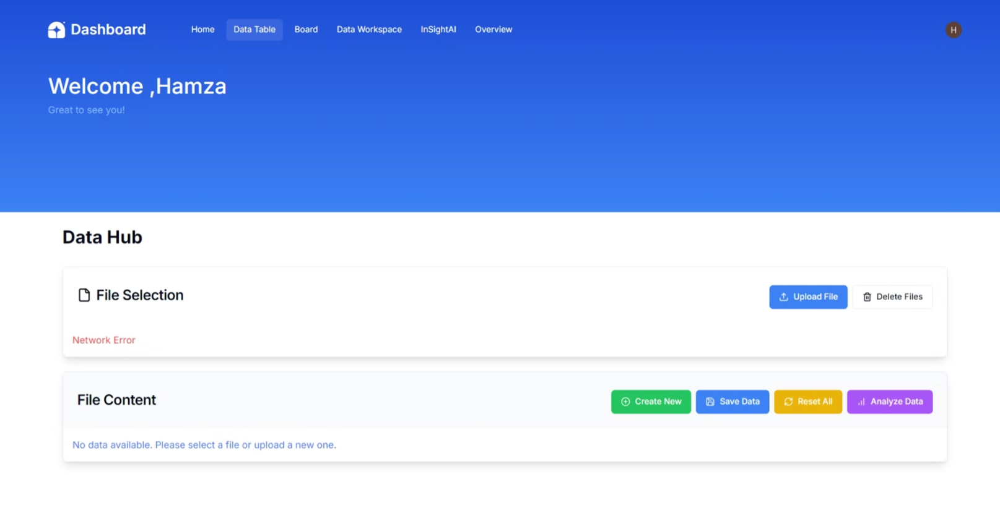 Dashboard
Home
Data Table
Board
Data Workspace
InSightAI
Overview
H
Welcome ,Hamza
Great to see you!
Data Hub
File Selection
Upload File
Delete Files
Network Error
File Content
Create New
Save Data
Reset All
Analyze Data
No data available. Please select a file or upload a new one.